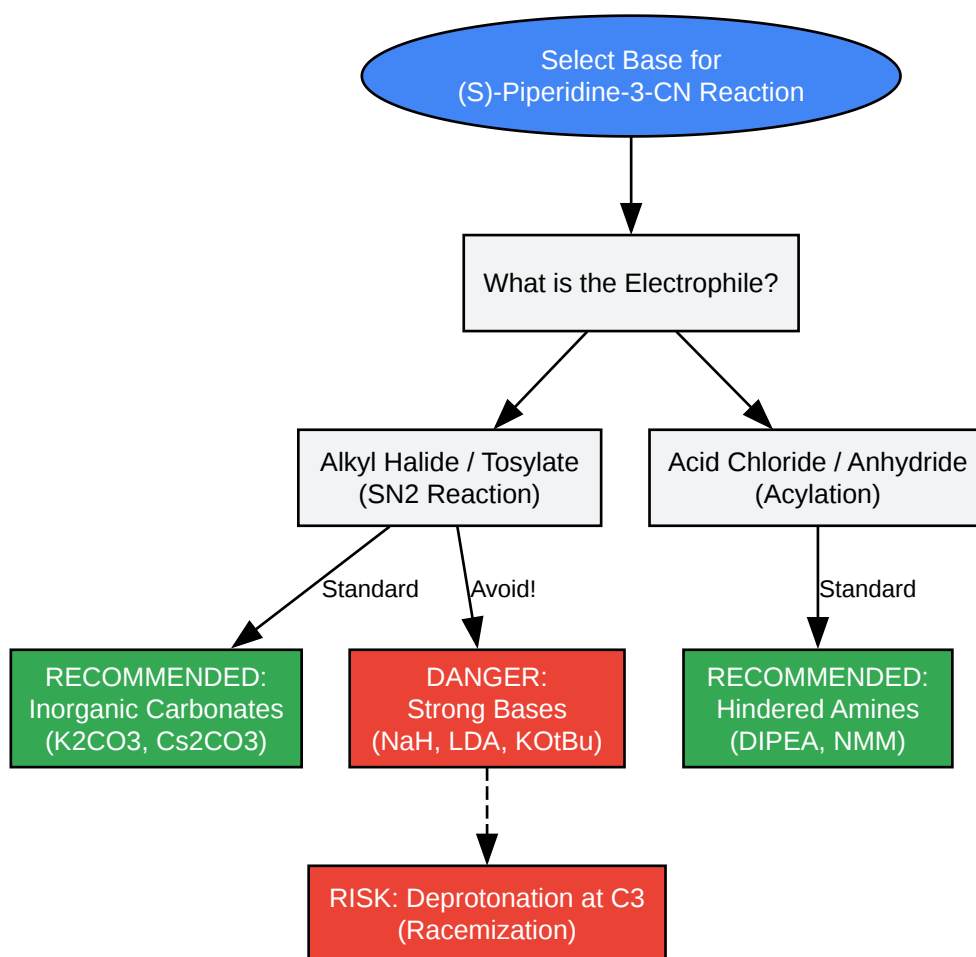 Select Base for
(S)-Piperidine-3-CN Reaction
What is the Electrophile?
Alkyl Halide / Tosylate
(SN2 Reaction)
Acid Chloride / Anhydride
(Acylation)
Standard
Avoid!
Standard
RECOMMENDED:
Inorganic Carbonates
(K2CO3, Cs2CO3)
DANGER:
Strong Bases
(NaH, LDA, KOtBu)
RECOMMENDED:
Hindered Amines
(DIPEA, NMM)
RISK: Deprotonation at C3
(Racemization)